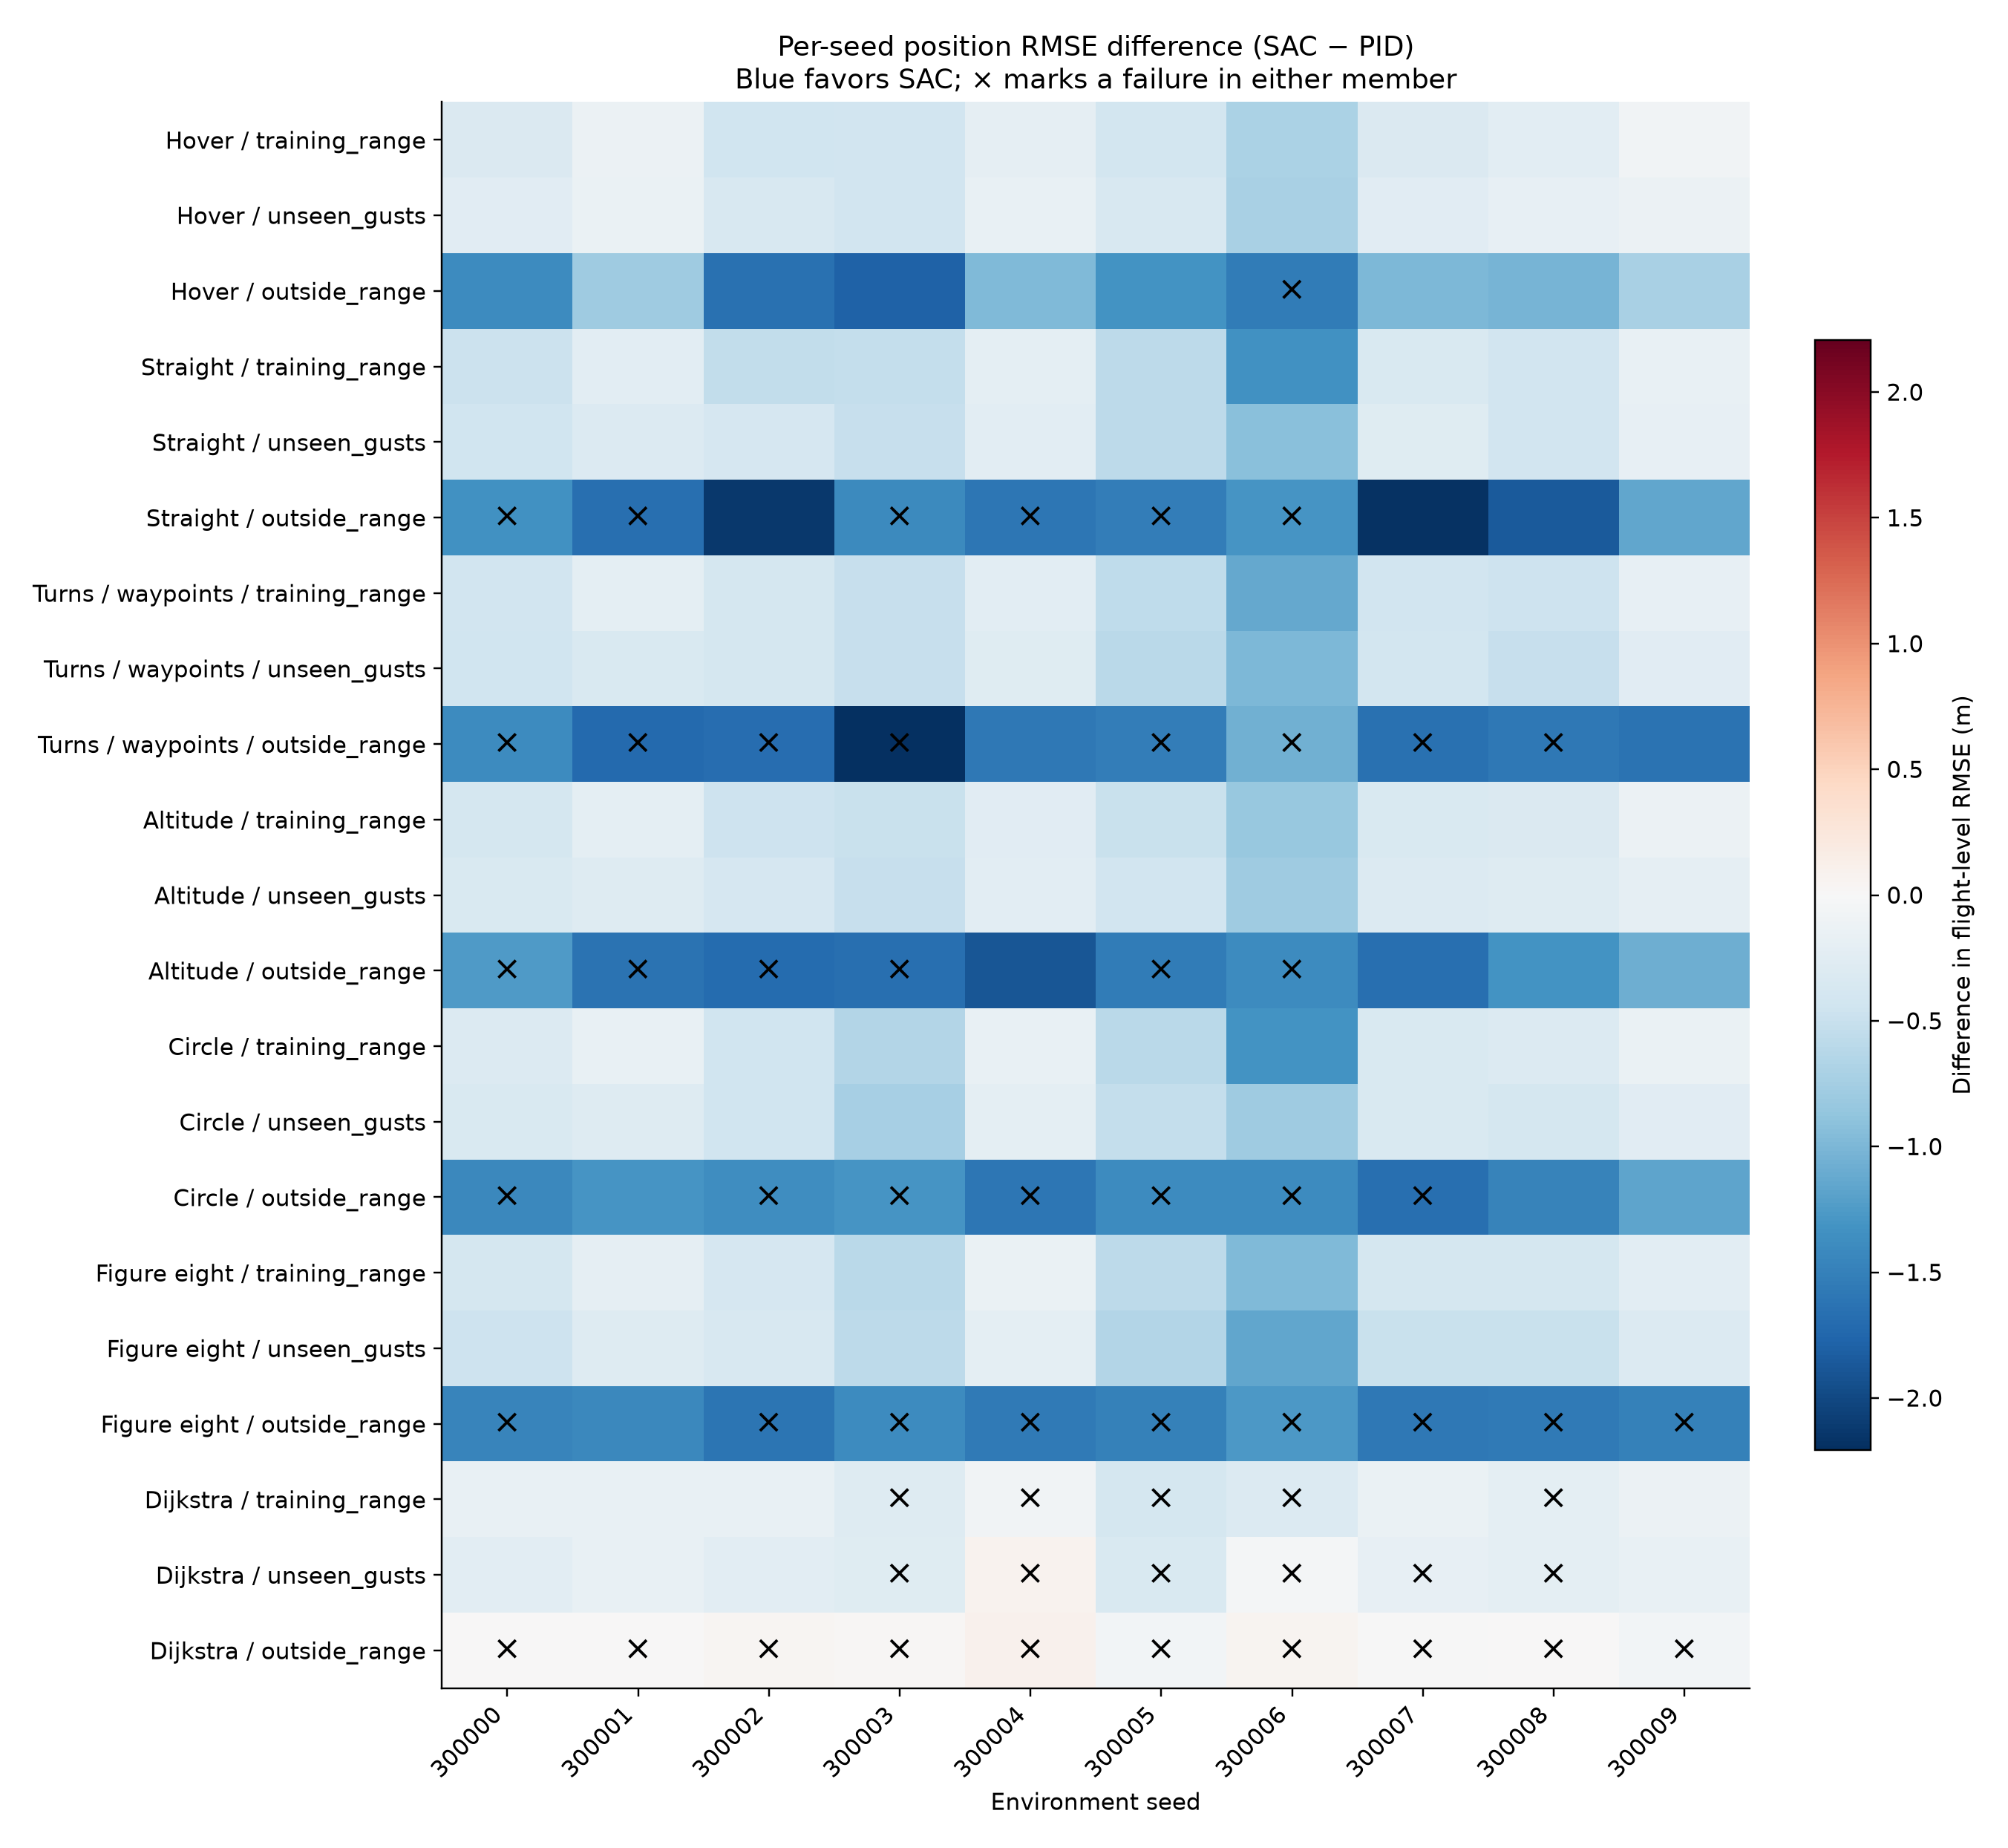 Per-seed position RMSE difference (SAC − PID)
Blue favors SAC; × marks a failure in either member
Hover / training_range
Hover / unseen_gusts
Hover / outside_range
Straight / training_range
Straight / unseen_gusts
Straight / outside_range
Turns / waypoints / training_range
Turns / waypoints / unseen_gusts
Turns / waypoints / outside_range
Altitude / training_range
Altitude / unseen_gusts
Altitude / outside_range
Circle / training_range
Circle / unseen_gusts
Circle / outside_range
Figure eight / training_range
Figure eight / unseen_gusts
Figure eight / outside_range
Dijkstra / training_range
Dijkstra / unseen_gusts
Dijkstra / outside_range
300000
300001
300002
300003
300004
300005
300006
300007
300008
300009
Environment seed
2.0
1.5
1.0
0.5
0.0
−0.5
−1.0
−1.5
−2.0
Difference in flight-level RMSE (m)